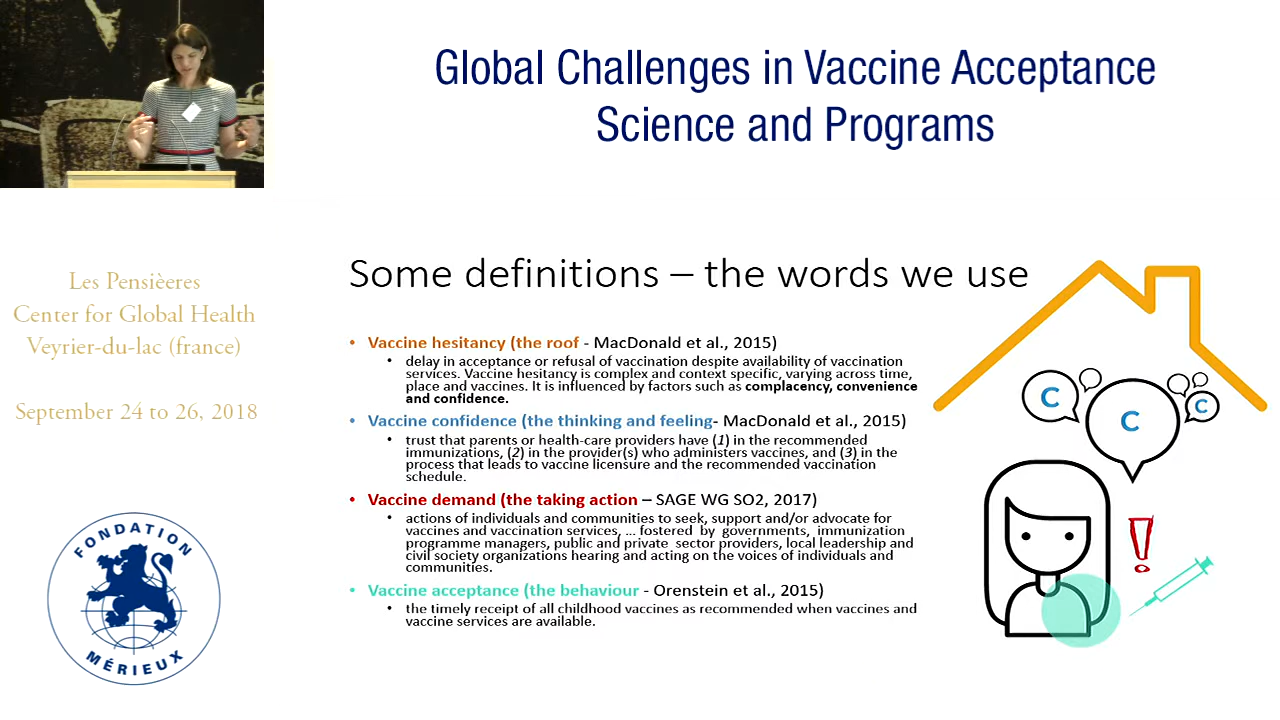 Global Challenges in Vaccine Acceptance
Science and Programs
Les Pensièeres
Center for Global Health
Veyrier-du-lac (france)
September 24 to 26, 2018
FONDATION
MÉRIEUX
Some definitions – the words we use
• Vaccine hesitancy (the roof - MacDonald et al., 2015)
• delay in acceptance or refusal of vaccination despite availability of vaccination
services. Vaccine hesitancy is complex and context specific, varying across time,
place and vaccines. It is influenced by factors such as complacency, convenience
and confidence.
• Vaccine confidence (the thinking and feeling- MacDonald et al., 2015)
• trust that parents or health-care providers have (1) in the recommended
immunizations, (2) in the provider(s) who administers vaccines, and (3) in the
process that leads to vaccine licensure and the recommended vaccination
schedule.
• Vaccine demand (the taking action – SAGE WG SO2, 2017)
• actions of individuals and communities to seek, support and/or advocate for
vaccines and vaccination services, ... fostered by governments, immunization
programme managers, public and private sector providers, local leadership and
civil society organizations hearing and acting on the voices of individuals and
communities.
• Vaccine acceptance (the behaviour - Orenstein et al., 2015)
• the timely receipt of all childhood vaccines as recommended when vaccines and
vaccine services are available.
C
C
C
!